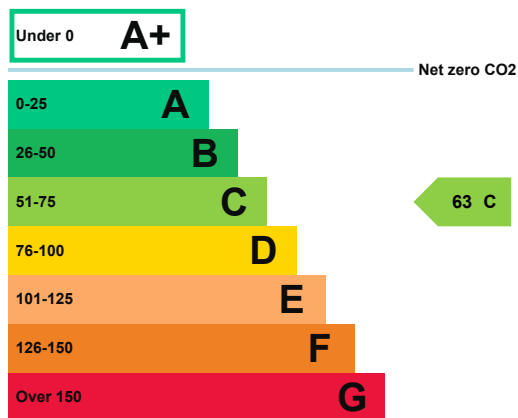 Under 0 A+
Net zero CO2
0-25 A
26-50 B
51-75 C
63 C
76-100 D
101-125 E
126-150 F
Over 150 G